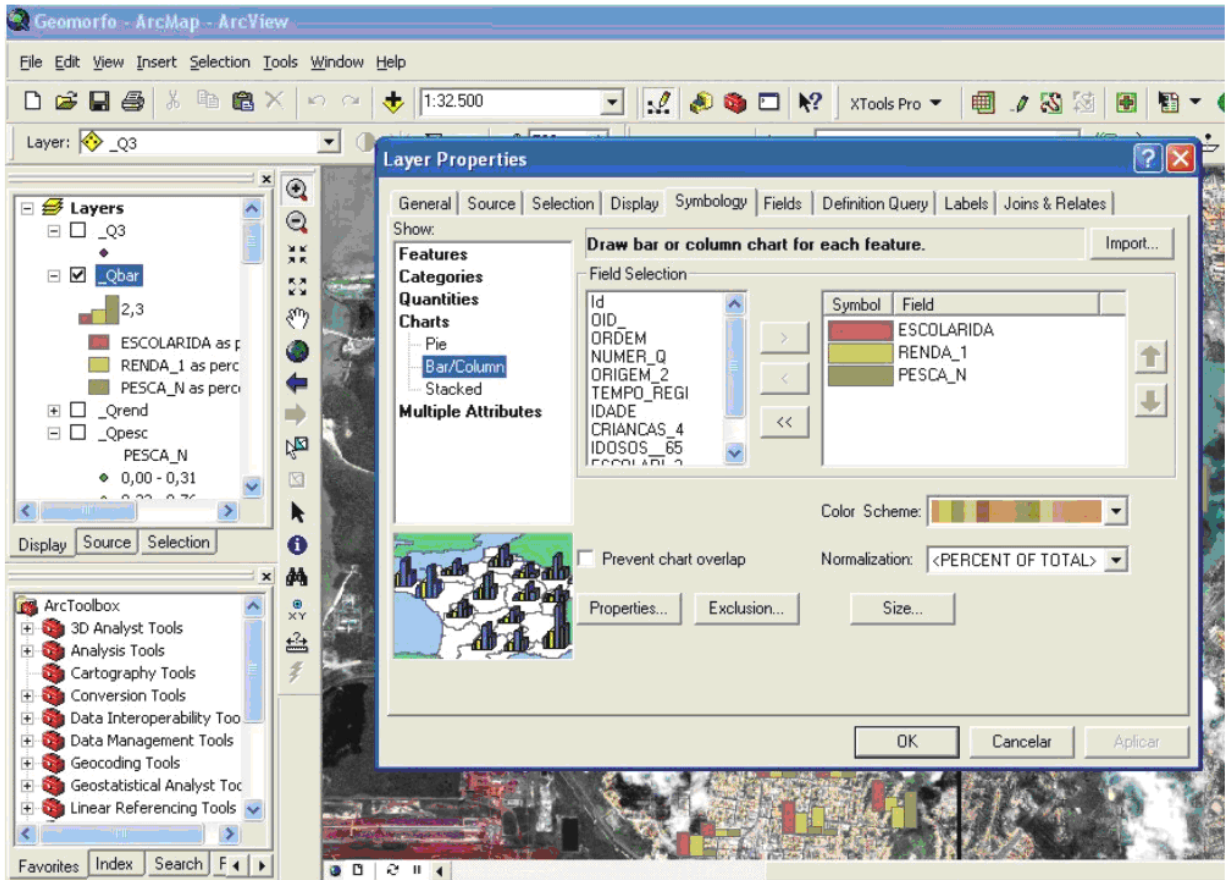 Geomorfo - ArcMap - ArcView
File Edit View Insert Selection Tools Window Help
1:32.500
XTools Pro
Layer: _Q3
Layers
_Q3
_Qbar
2,3
ESCOLARIDA as p
RENDA_1 as perc
PESCA_N as perc
_Qrend
_Qpesc
PESCA_N
0,00 - 0,31
Display Source Selection
ArcToolbox
3D Analyst Tools
Analysis Tools
Cartography Tools
Conversion Tools
Data Interoperability Too
Data Management Tools
Geocoding Tools
Geostatistical Analyst Toc
Linear Referencing Tools
Favorites Index Search F
XY
Layer Properties
General Source Selection Display Symbology Fields Definition Query Labels Joins & Relates
Show:
Features
Categories
Quantities
Charts
Pie
Bar/Column
Stacked
Multiple Attributes
Draw bar or column chart for each feature.
Import...
Field Selection
Id
OID_
ORDEM
NUMER_Q
ORIGEM_2
TEMPO_REGI
IDADE
CRIANCAS_4
IDOSOS__65
>
<
<<
Symbol Field
ESCOLARIDA
RENDA_1
PESCA_N
Color Scheme:
Prevent chart overlap
Normalization: <PERCENT OF TOTAL>
Properties... Exclusion... Size...
OK Cancelar Aplicar